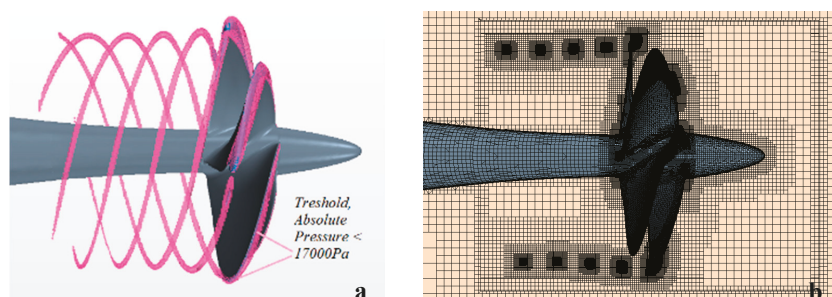 Treshold,
Absolute
Pressure <
17000Pa
a
b